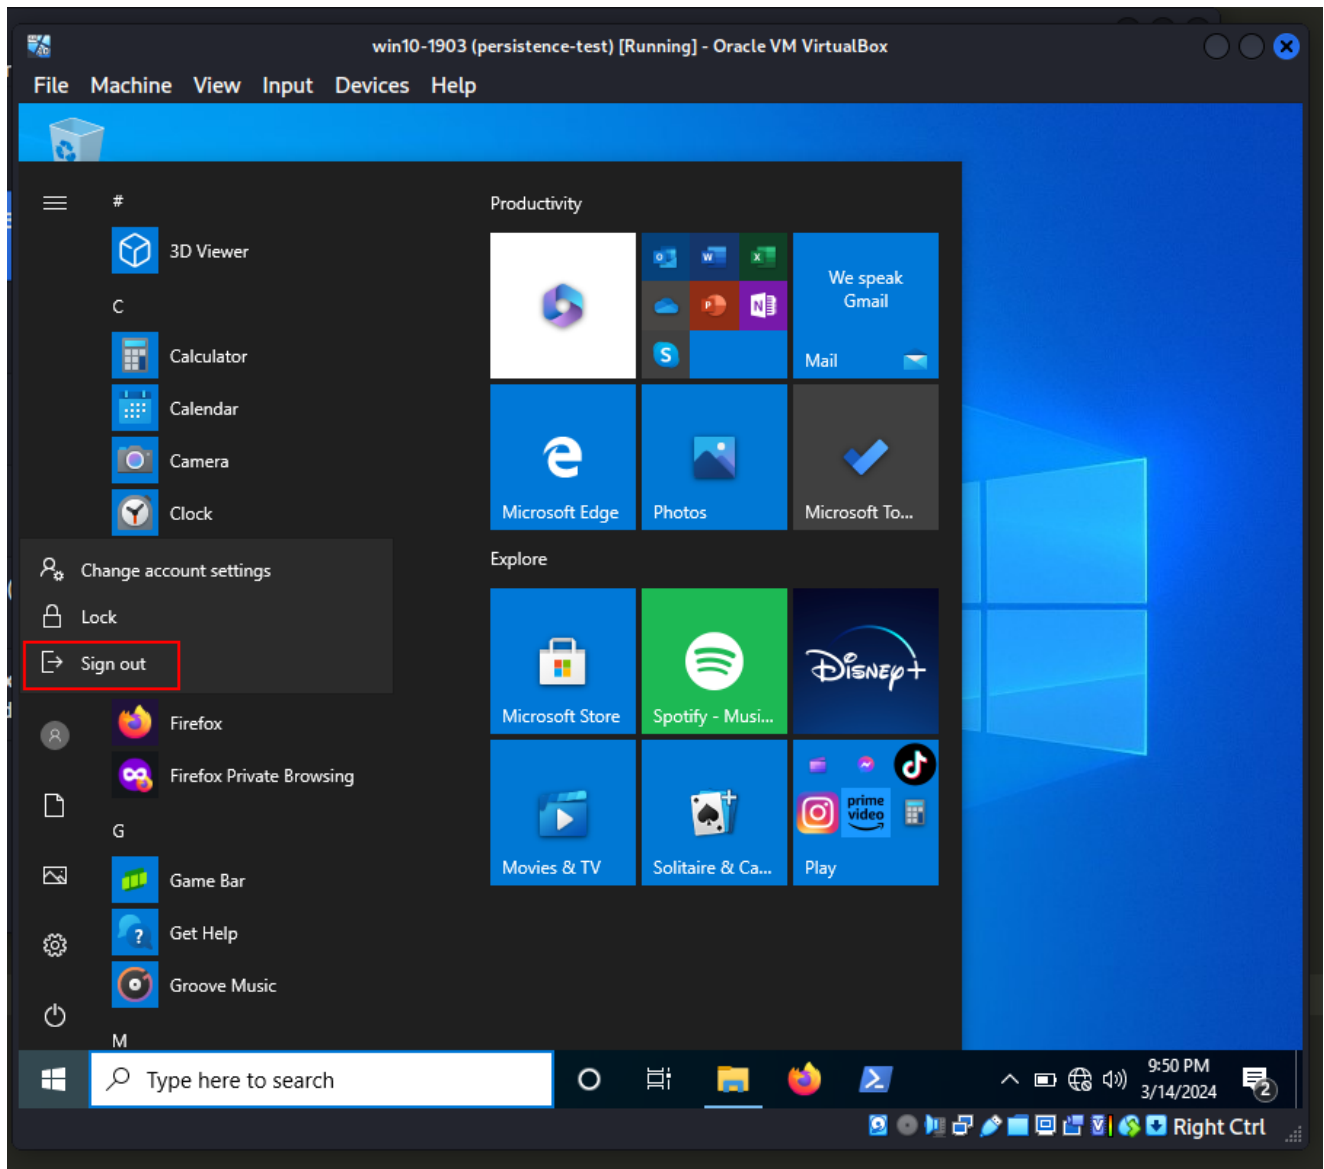 win10-1903 (persistence-test) [Running] - Oracle VM VirtualBox
File Machine View Input Devices Help
#
3D Viewer
C
Calculator
Calendar
Camera
Clock
Change account settings
Lock
Sign out
Firefox
Firefox Private Browsing
G
Game Bar
Get Help
Groove Music
M
Productivity
We speak
Gmail
Mail
Microsoft Edge
Photos
Microsoft To...
Explore
Microsoft Store
Spotify - Musi...
Disney+
Movies & TV
Solitaire & Ca...
prime
video
Play
Type here to search
9:50 PM
3/14/2024
2
Right Ctrl